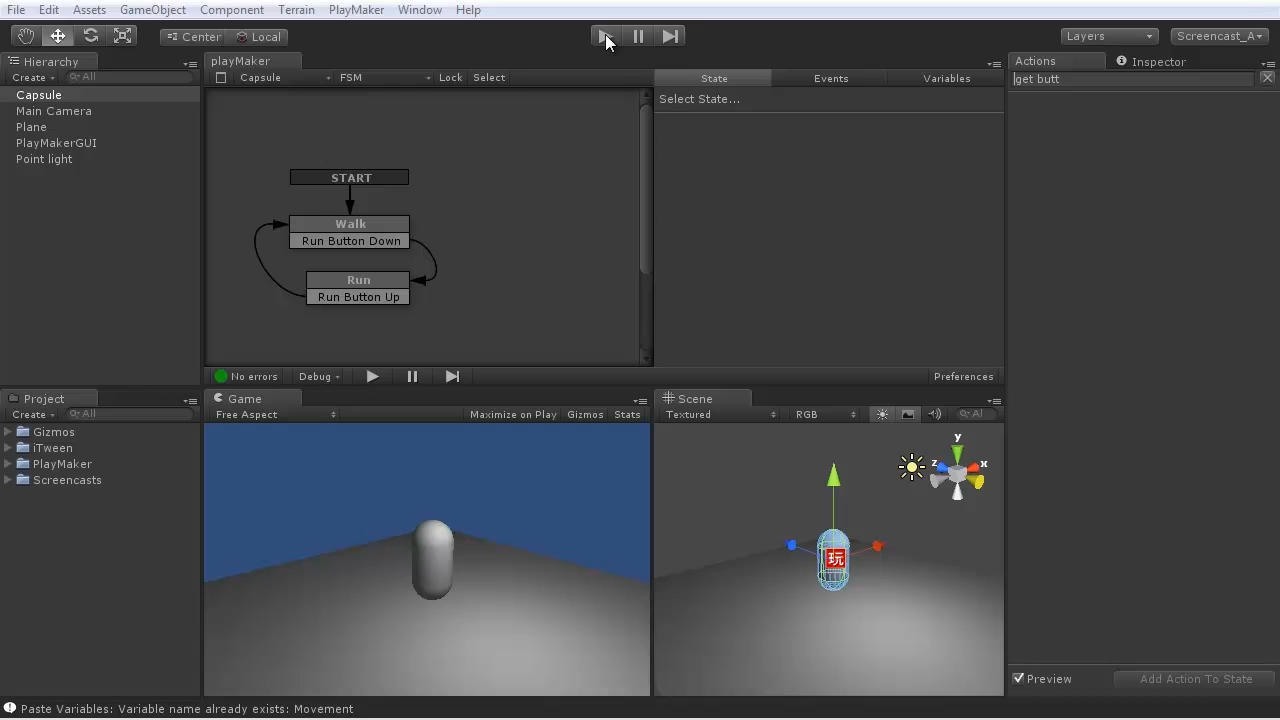 File Edit Assets GameObject Component Terrain PlayMaker Window Help
Center Local Layers Screencast_A
Hierarchy playMaker Actions Inspector
Create All Capsule FSM Lock Select State Events Variables get butt
Capsule Select State...
Main Camera
Plane
PlayMakerGUI
Point light
START
Walk
Run Button Down
Run
Run Button Up
No errors Debug Preferences
Project Game Scene
Create All Free Aspect Maximize on Play Gizmos Stats Textured RGB Al
Gizmos
iTween
PlayMaker
Screencasts
y
z x
玩
Preview Add Action To State
Paste Variables: Variable name already exists: Movement